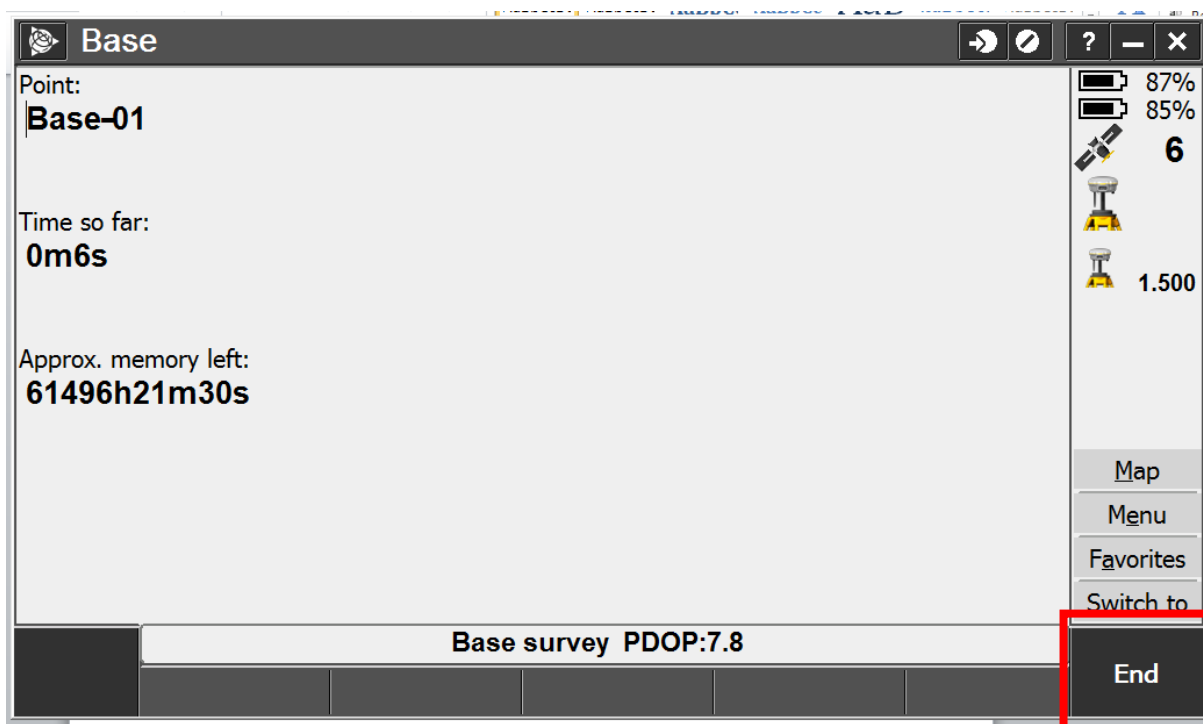 Base
?
Point:
Base-01
Time so far:
0m6s
Approx. memory left:
61496h21m30s
87%
85%
6
1.500
Map
Menu
Favorites
Switch to
Base survey PDOP:7.8
End